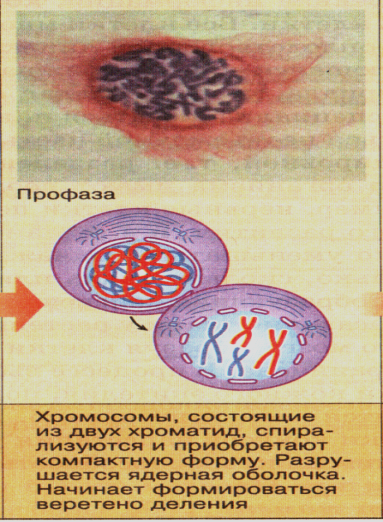 Профаза
Хромосомы, состоящие
из двух хроматид, спира-
лизуются и приобретают
компактную форму. Разру-
шается ядерная оболочка.
Начинает формироваться
веретено деления